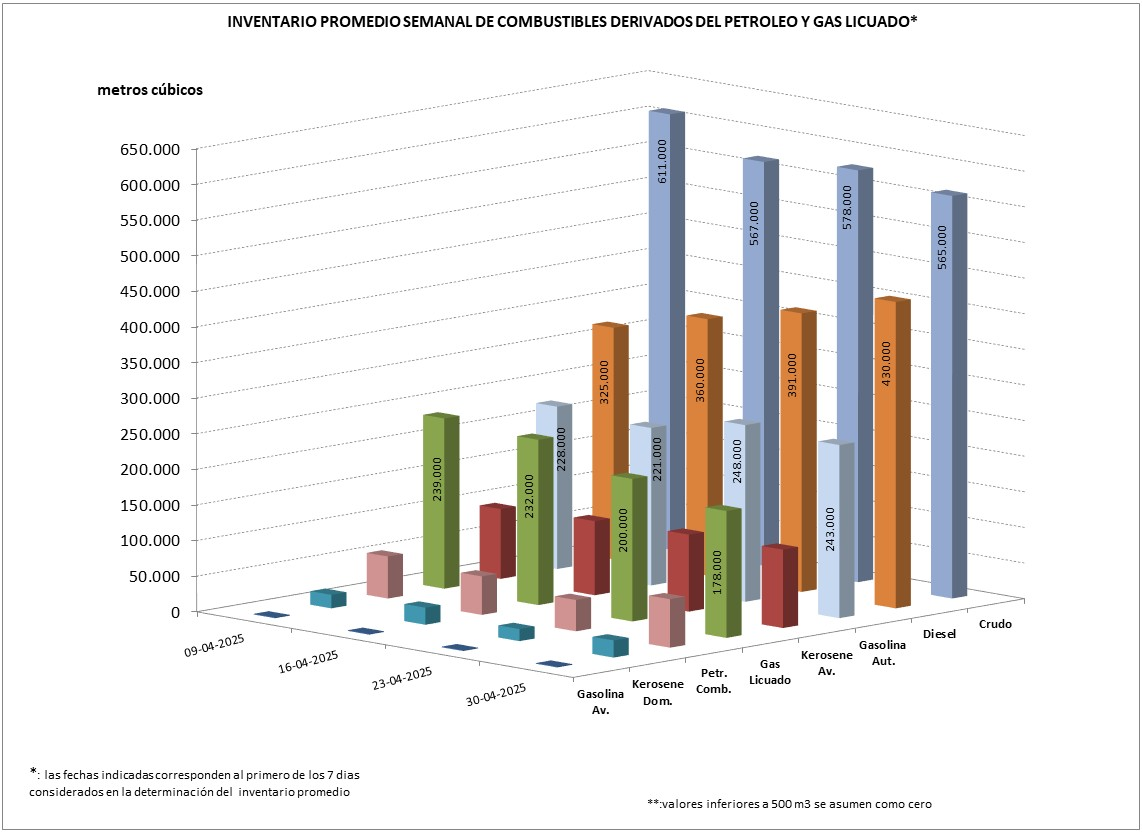 INVENTARIO PROMEDIO SEMANAL DE COMBUSTIBLES DERIVADOS DEL PETROLEO Y GAS LICUADO*
metros cúbicos
650.000
600.000
550.000
500.000
450.000
400.000
350.000
300.000
250.000
200.000
150.000
100.000
50.000
0
611.000
567.000
578.000
565.000
325.000
360.000
391.000
430.000
228.000
221.000
248.000
243.000
239.000
232.000
200.000
178.000
09-04-2025
16-04-2025
23-04-2025
30-04-2025
Gasolina
Av.
Kerosene
Dom.
Petr.
Comb.
Gas
Licuado
Kerosene
Av.
Gasolina
Aut.
Diesel
Crudo
*: las fechas indicadas corresponden al primero de los 7 dias
considerados en la determinación del inventario promedio
**:valores inferiores a 500 m3 se asumen como cero